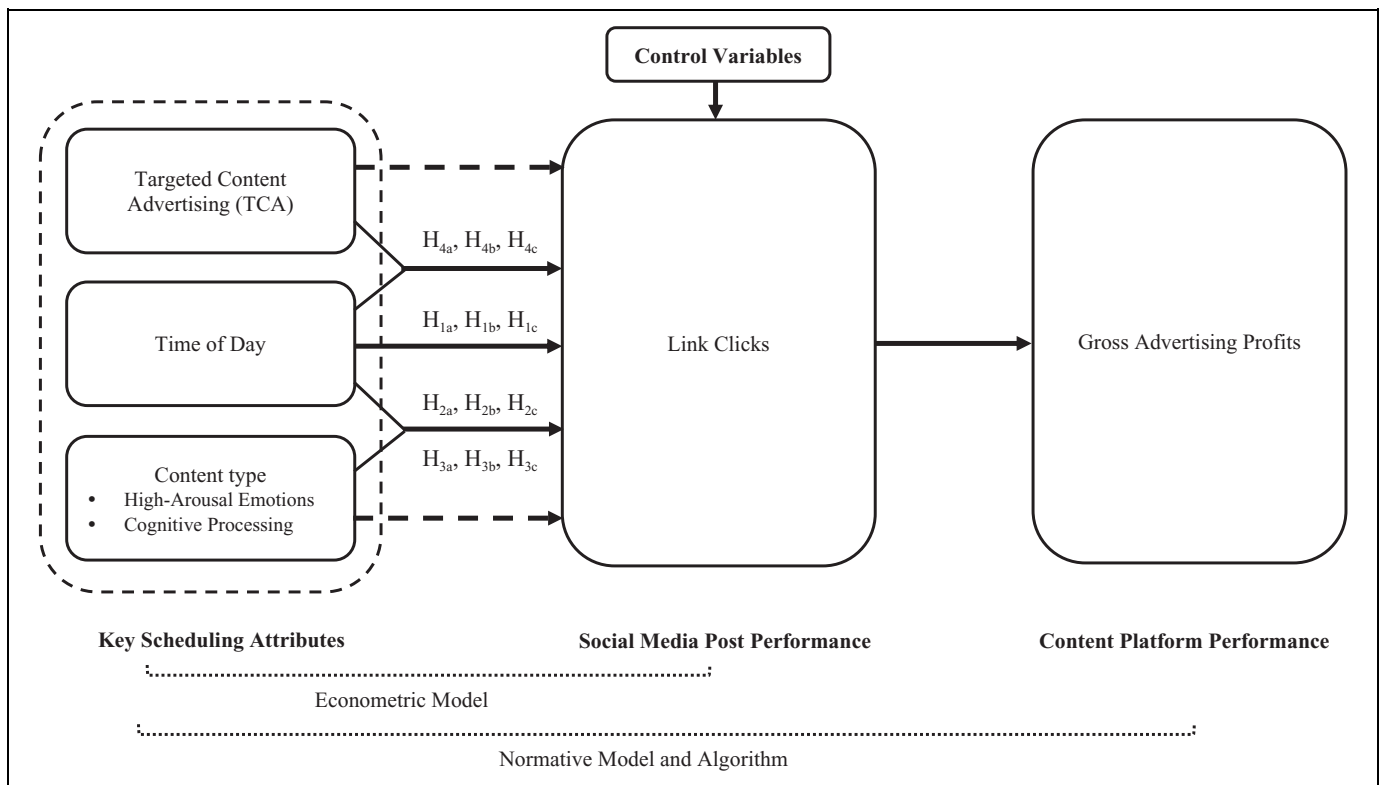 Control Variables
Targeted Content
Advertising (TCA)
H4a, H4b, H4c
Time of Day
H1a, H1b, H1c
Link Clicks
Gross Advertising Profits
H2a, H2b, H2c
H3a, H3b, H3c
Content type
• High-Arousal Emotions
• Cognitive Processing
Key Scheduling Attributes
Social Media Post Performance
Content Platform Performance
Econometric Model
Normative Model and Algorithm